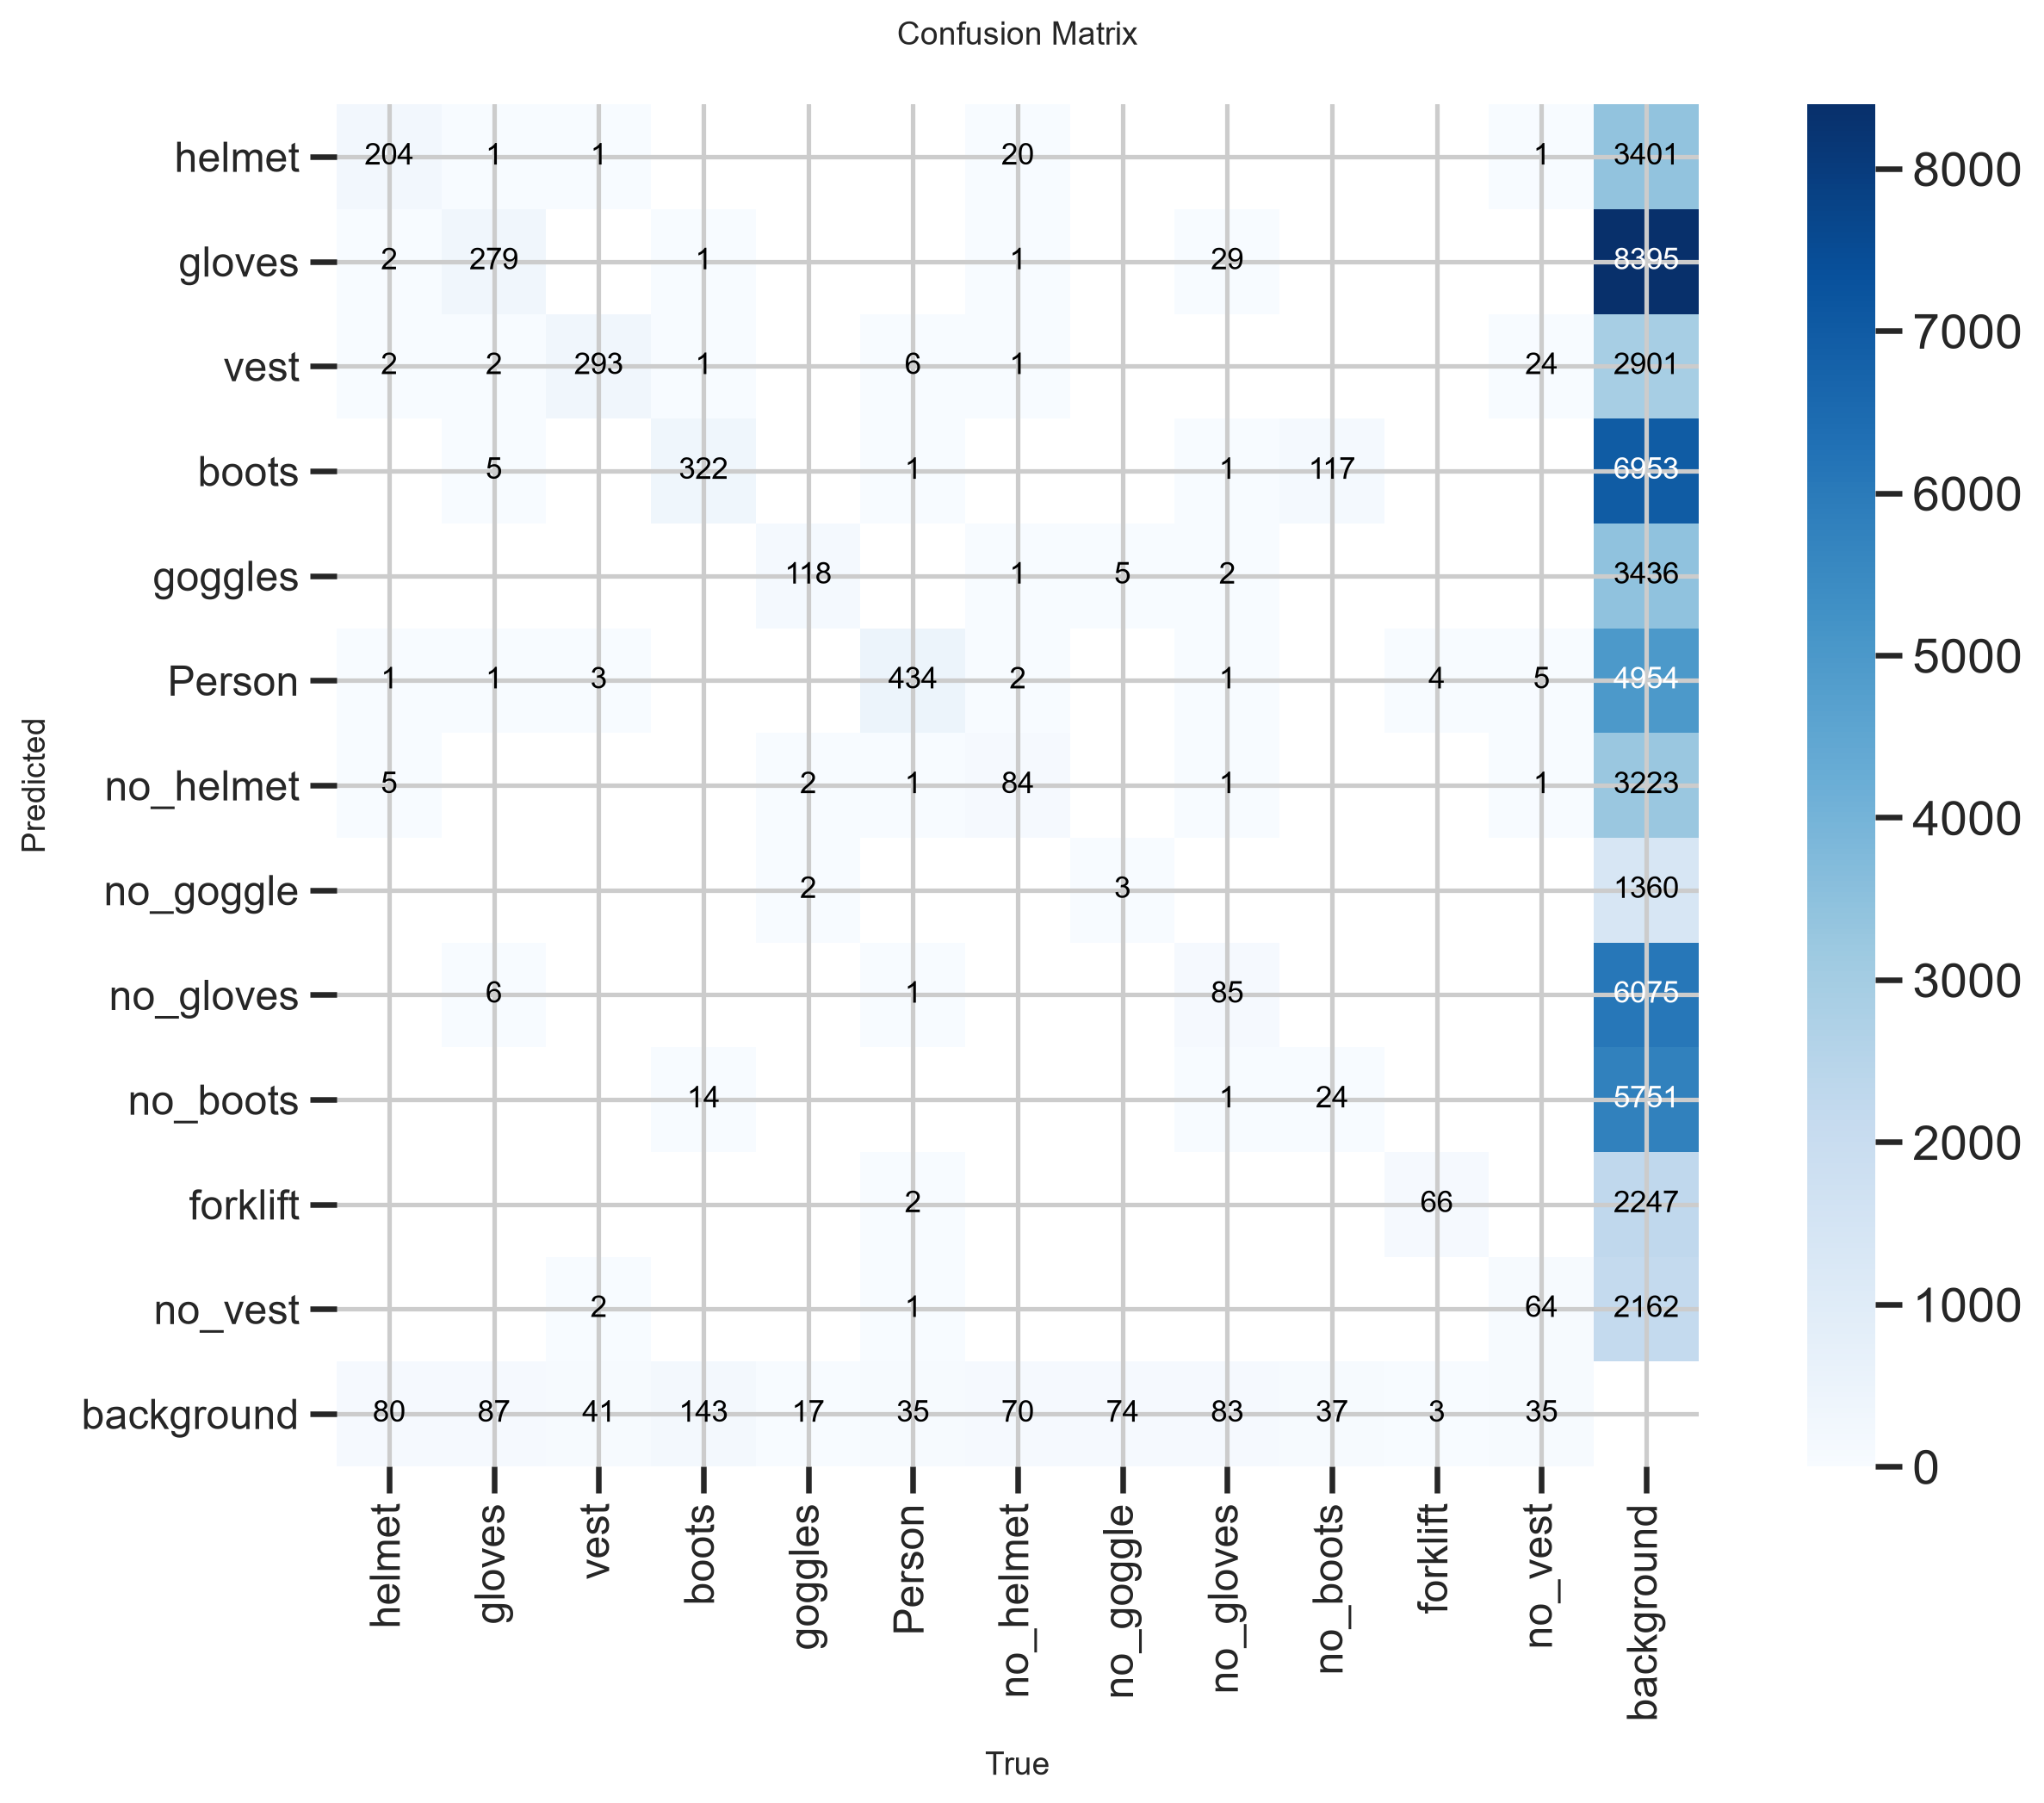 Confusion Matrix
helmet 204 1 1 20 1 3401
gloves 2 279 1 1 29 8395
vest 2 2 293 1 6 1 24 2901
boots 5 322 1 1 117 6953
goggles 118 1 5 2 3436
Person 1 1 3 434 2 1 4 5 4954
no_helmet 5 2 1 84 1 1 3223
no_goggle 2 3 1360
no_gloves 6 1 85 6075
no_boots 14 1 24 5751
forklift 2 66 2247
no_vest 2 1 64 2162
background 80 87 41 143 17 35 70 74 83 37 3 35
Predicted
helmet gloves vest boots goggles Person no_helmet no_goggle no_gloves no_boots forklift no_vest background
True
8000
7000
6000
5000
4000
3000
2000
1000
0